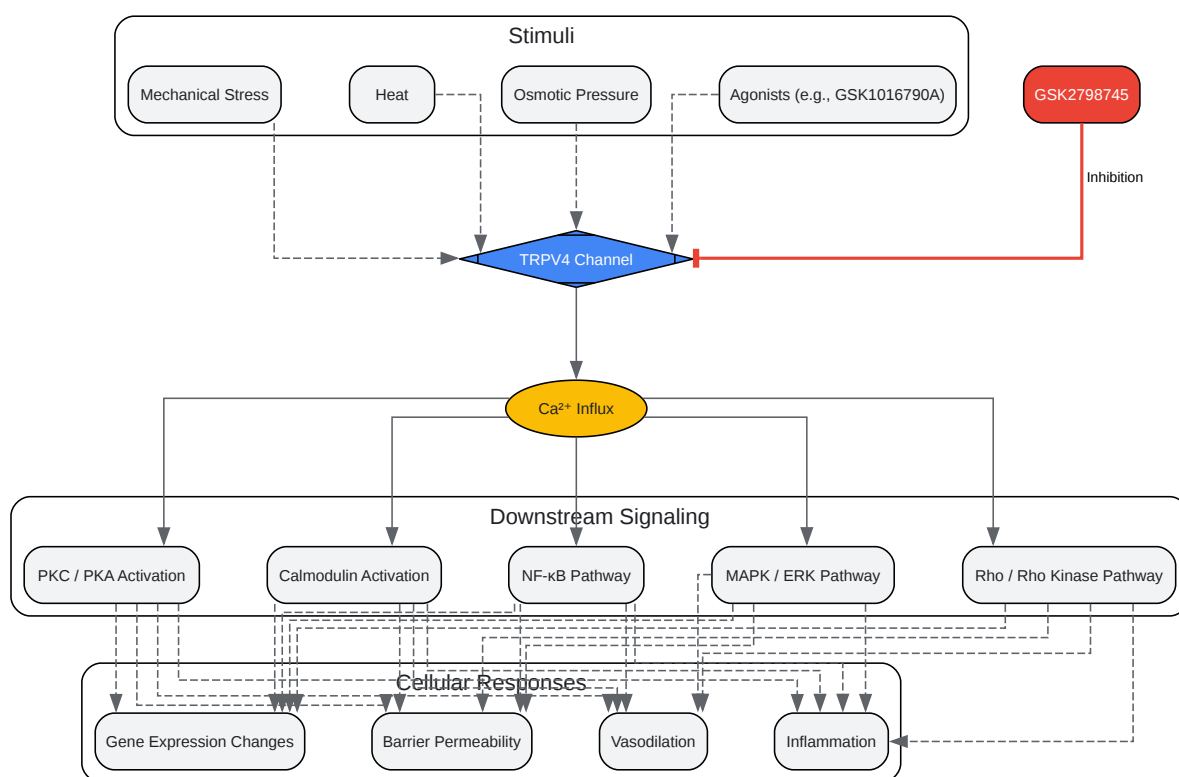 Stimuli
Mechanical Stress
Heat
Osmotic Pressure
Agonists (e.g., GSK1016790A)
GSK2798745
Inhibition
TRPV4 Channel
Ca²⁺ Influx
Downstream Signaling
PKC / PKA Activation
Calmodulin Activation
NF-κB Pathway
MAPK / ERK Pathway
Rho / Rho Kinase Pathway
Cellular Responses
Gene Expression Changes
Barrier Permeability
Vasodilation
Inflammation